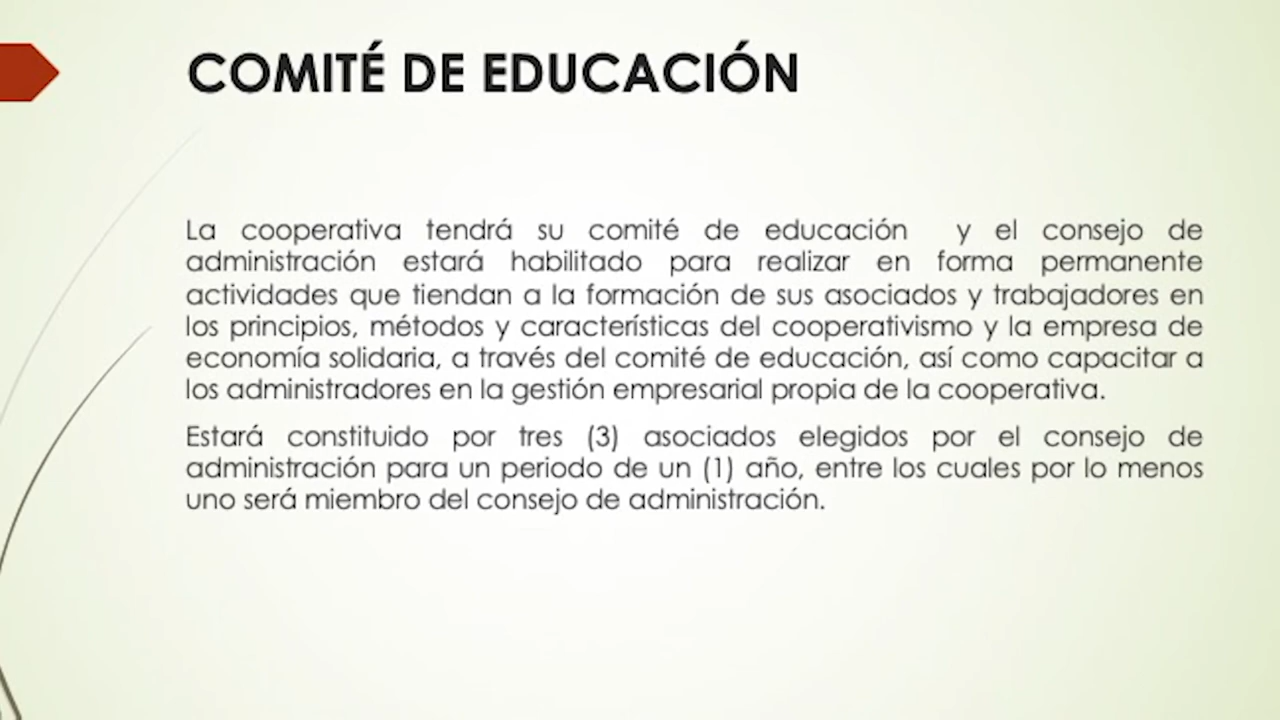 COMITÉ DE EDUCACIÓN
La cooperativa tendrá su comité de educación y el consejo de
administración estará habilitado para realizar en forma permanente
actividades que tiendan a la formación de sus asociados y trabajadores en
los principios, métodos y características del cooperativismo y la empresa de
economía solidaria, a través del comité de educación, así como capacitar a
los administradores en la gestión empresarial propia de la cooperativa.
Estará constituido por tres (3) asociados elegidos por el consejo de
administración para un periodo de un (1) año, entre los cuales por lo menos
uno será miembro del consejo de administración.